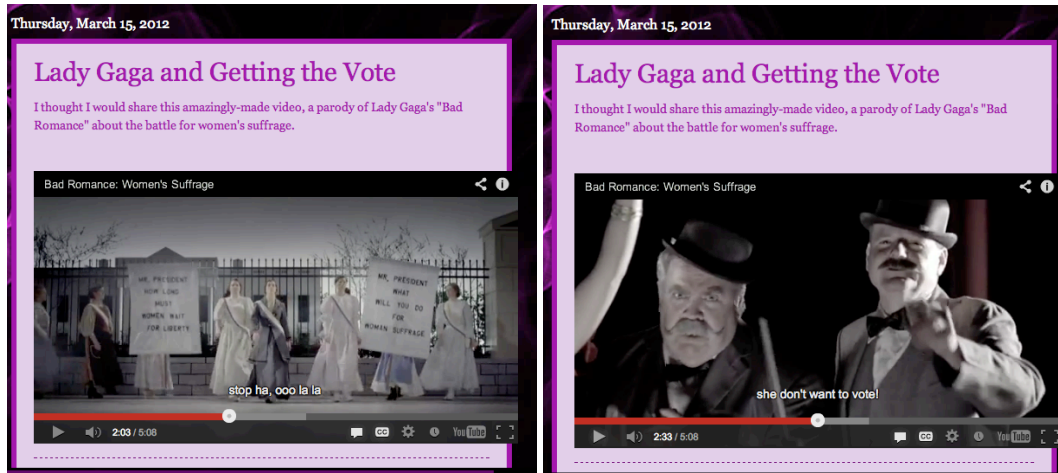 Thursday, March 15, 2012
Lady Gaga and Getting the Vote
I thought I would share this amazingly-made video, a parody of Lady Gaga's "Bad
Romance" about the battle for women's suffrage.
Bad Romance: Women's Suffrage
MR. PRESIDENT
HOW LONG
MUST
WOMEN WAIT
FOR LIBERTY
MR. PRESIDENT
WHAT
WILL YOU DO
FOR
WOMAN SUFFRAGE
stop ha, ooo la la
2:03 / 5:08
CC
YouTube
Thursday, March 15, 2012
Lady Gaga and Getting the Vote
I thought I would share this amazingly-made video, a parody of Lady Gaga's "Bad
Romance" about the battle for women's suffrage.
Bad Romance: Women's Suffrage
she don't want to vote!
2:33 / 5:08
CC
YouTube